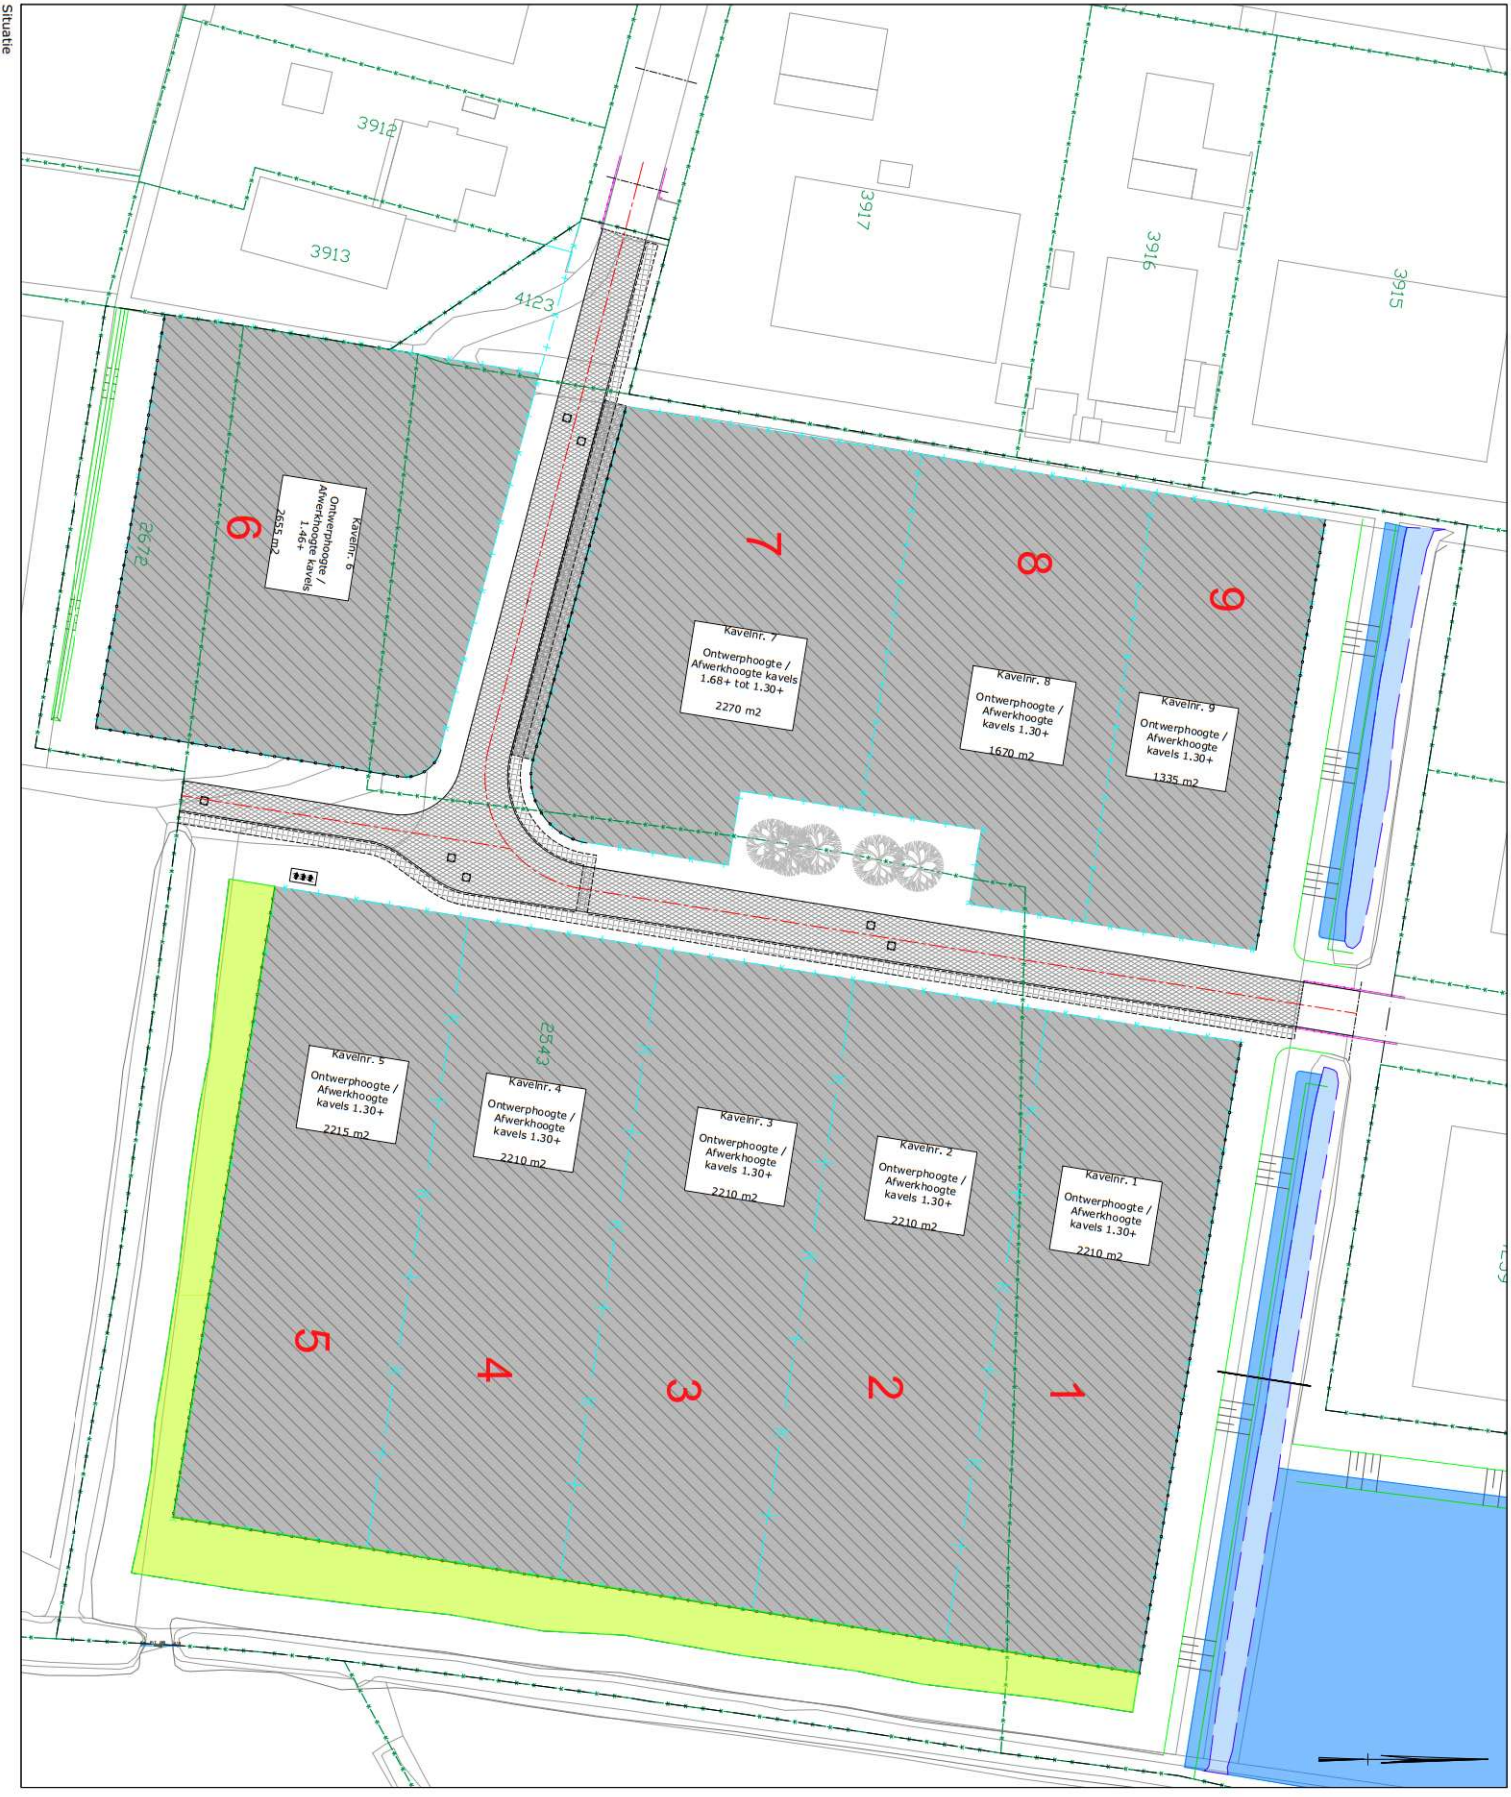 Situatie
3912
3913
4123
3917
3916
3915
2672
Kavelnr. 6
Ontwerphoogte /
Afwerkhoogte kavels
1.46+
2655 m2
6
7
8
9
Kavelnr. 7
Ontwerphoogte /
Afwerkhoogte kavels
1.68+ tot 1.30+
2270 m2
Kavelnr. 8
Ontwerphoogte /
Afwerkhoogte
kavels 1.30+
1670 m2
Kavelnr. 9
Ontwerphoogte /
Afwerkhoogte
kavels 1.30+
1335 m2
2543
Kavelnr. 5
Ontwerphoogte /
Afwerkhoogte
kavels 1.30+
2215 m2
Kavelnr. 4
Ontwerphoogte /
Afwerkhoogte
kavels 1.30+
2210 m2
Kavelnr. 3
Ontwerphoogte /
Afwerkhoogte
kavels 1.30+
2210 m2
Kavelnr. 2
Ontwerphoogte /
Afwerkhoogte
kavels 1.30+
2210 m2
Kavelnr. 1
Ontwerphoogte /
Afwerkhoogte
kavels 1.30+
2210 m2
5
4
3
2
1